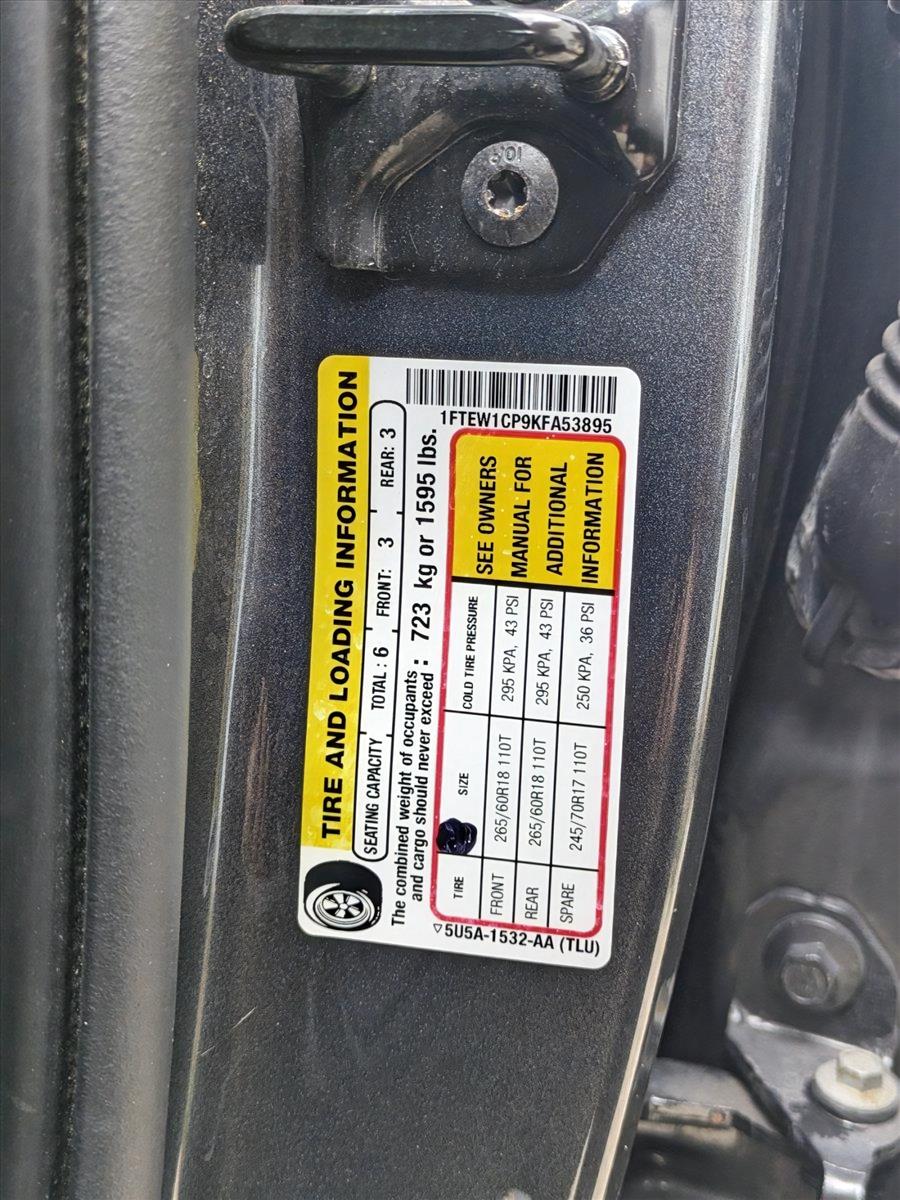 TIRE AND LOADING INFORMATION
SEATING CAPACITY TOTAL : 6 FRONT: 3 REAR: 3
The combined weight of occupants
and cargo should never exceed : 723 kg or 1595 lbs.
1FTEW1CP9KFA53895
TIRE SIZE COLD TIRE PRESSURE
FRONT 265/60R18 110T 295 KPA, 43 PSI
REAR 265/60R18 110T 295 KPA, 43 PSI
SPARE 245/70R17 110T 250 KPA, 36 PSI
SEE OWNERS
MANUAL FOR
ADDITIONAL
INFORMATION
▽5U5A-1532-AA (TLU)